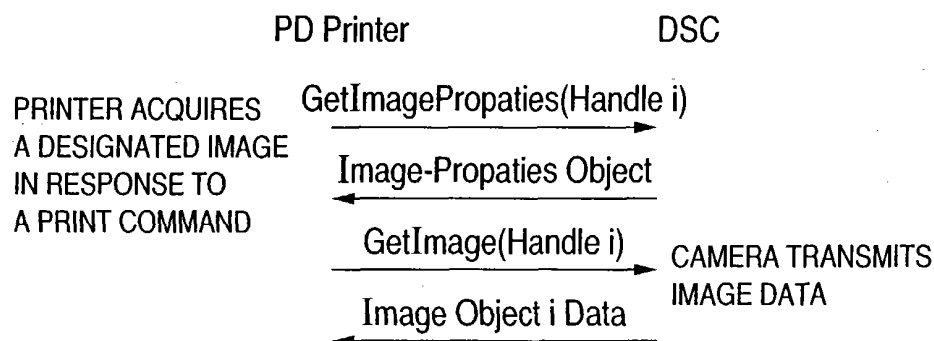 PD Printer DSC
GetImagePropaties(Handle i)
PRINTER ACQUIRES
A DESIGNATED IMAGE
IN RESPONSE TO
A PRINT COMMAND
Image-Propaties Object
GetImage(Handle i)
CAMERA TRANSMITS
IMAGE DATA
Image Object i Data